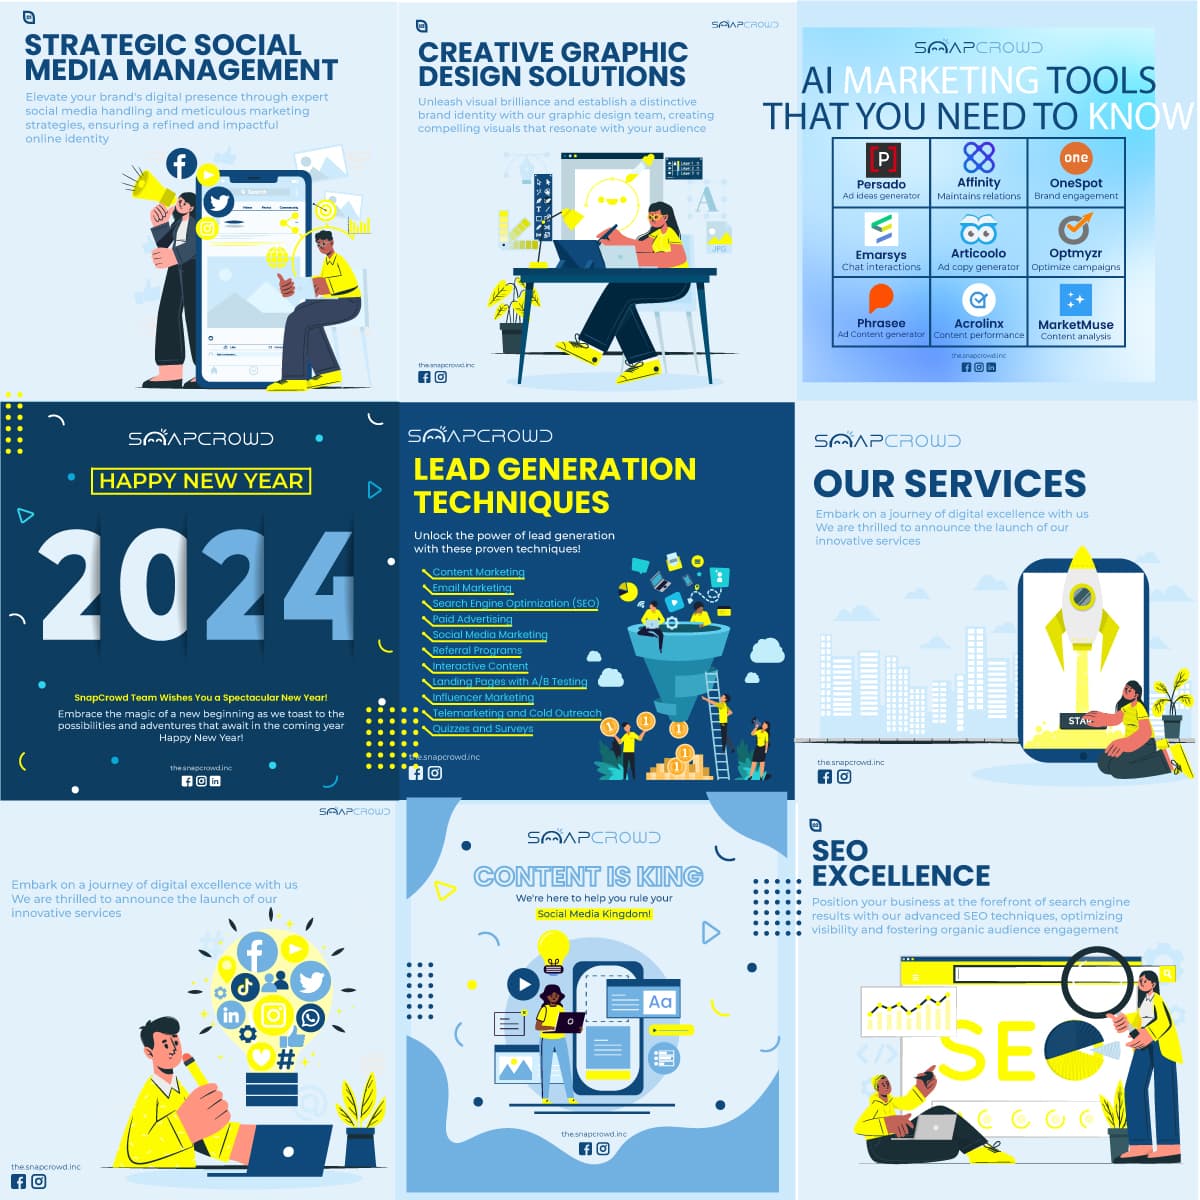 STRATEGIC SOCIAL
MEDIA MANAGEMENT
Elevate your brand's digital presence through expert
social media handling and meticulous marketing
strategies, ensuring a refined and impactful
online identity
Search
SNAPCROWD
CREATIVE GRAPHIC
DESIGN SOLUTIONS
Unleash visual brilliance and establish a distinctive
brand identity with our graphic design team, creating
compelling visuals that resonate with your audience
A
JPG
the.snapcrowd.inc
SNAPCROWD
AI MARKETING TOOLS
THAT YOU NEED TO KNOW
P
one
Persado
Affinity
OneSpot
Ad ideas generator
Maintains relations
Brand engagement
Emarsys
Articoolo
Optmyzr
Chat interactions
Ad copy generator
Optimize campaigns
Phrasee
Acrolinx
MarketMuse
Ad Content generator
Content performance
Content analysis
the.snapcrowd.inc
SNAPCROWD
HAPPY NEW YEAR
2024
SnapCrowd Team Wishes You a Spectacular New Year!
Embrace the magic of a new beginning as we toast to the
possibilities and adventures that await in the coming year
Happy New Year!
the.snapcrowd.inc
SNAPCROWD
LEAD GENERATION
TECHNIQUES
Unlock the power of lead generation
with these proven techniques!
Content Marketing
Email Marketing
Search Engine Optimization (SEO)
Paid Advertising
Social Media Marketing
Referral Programs
Interactive Content
Landing Pages with A/B Testing
Influencer Marketing
Telemarketing and Cold Outreach
Quizzes and Surveys
1
1
1
1
1
the.snapcrowd.inc
SNAPCROWD
OUR SERVICES
Embark on a journey of digital excellence with us
We are thrilled to announce the launch of our
innovative services
STAR
the.snapcrowd.inc
SNAPCROWD
Embark on a journey of digital excellence with us
We are thrilled to announce the launch of our
innovative services
in
#
@
the.snapcrowd.inc
SNAPCROWD
CONTENT IS KING
We're here to help you rule your
Social Media Kingdom!
Aa
the.snapcrowd.inc
SEO
EXCELLENCE
Position your business at the forefront of search engine
results with our advanced SEO techniques, optimizing
visibility and fostering organic audience engagement
SEO